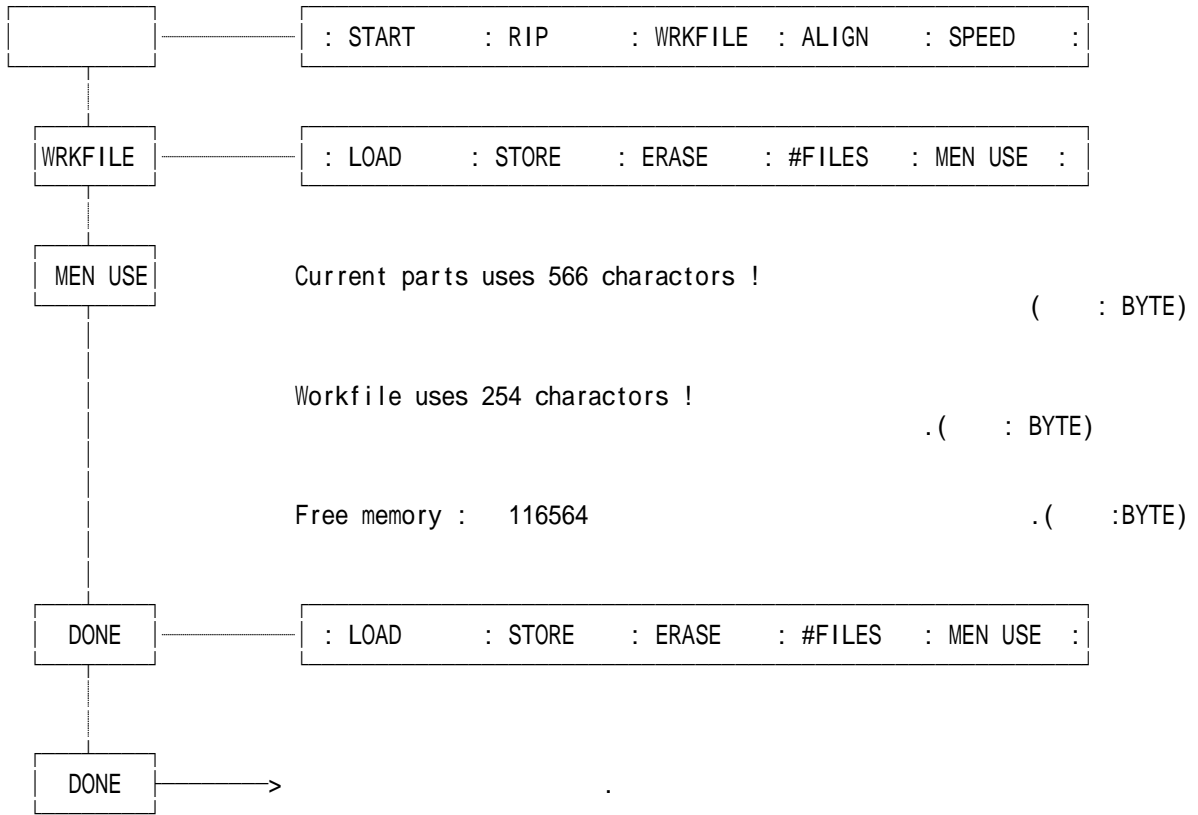 : START : RIP : WRKFILE : ALIGN : SPEED :
WRKFILE : LOAD : STORE : ERASE : #FILES : MEN USE :
MEN USE Current parts uses 566 charactors !
( : BYTE)
Workfile uses 254 charactors !
.( : BYTE)
Free memory : 116564 .( :BYTE)
DONE : LOAD : STORE : ERASE : #FILES : MEN USE :
DONE > .